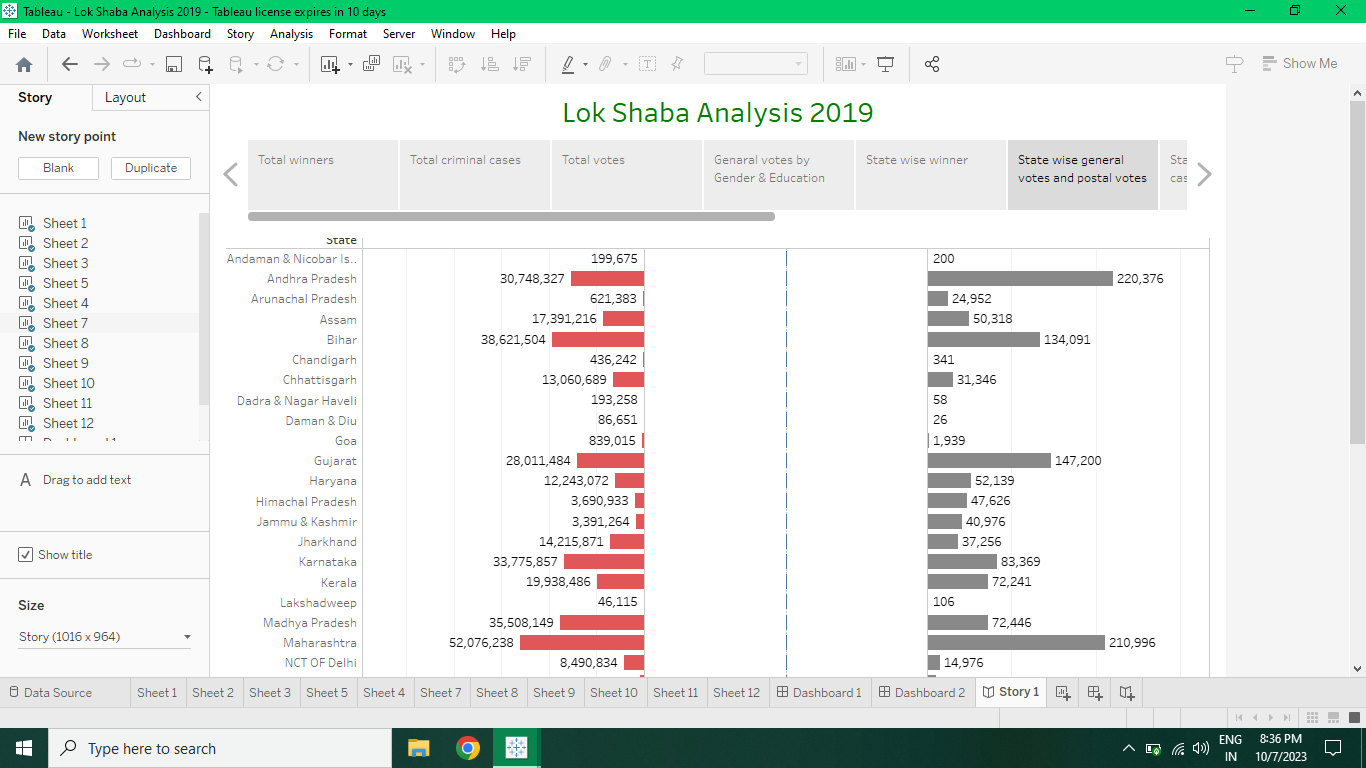 Tableau - Lok Shaba Analysis 2019 - Tableau license expires in 10 days
File Data Worksheet Dashboard Story Analysis Format Server Window Help
Show Me
Story Layout
New story point
Blank Duplicate
Sheet 1
Sheet 2
Sheet 3
Sheet 5
Sheet 4
Sheet 7
Sheet 8
Sheet 9
Sheet 10
Sheet 11
Sheet 12
A Drag to add text
Show title
Size
Story (1016 x 964)
Lok Shaba Analysis 2019
Total winners
Total criminal cases
Total votes
Genaral votes by
Gender & Education
State wise winner
State wise general
votes and postal votes
Sta
cas
State
Andaman & Nicobar Is.. 199,675 200
Andhra Pradesh 30,748,327 220,376
Arunachal Pradesh 621,383 24,952
Assam 17,391,216 50,318
Bihar 38,621,504 134,091
Chandigarh 436,242 341
Chhattisgarh 13,060,689 31,346
Dadra & Nagar Haveli 193,258 58
Daman & Diu 86,651 26
Goa 839,015 1,939
Gujarat 28,011,484 147,200
Haryana 12,243,072 52,139
Himachal Pradesh 3,690,933 47,626
Jammu & Kashmir 3,391,264 40,976
Jharkhand 14,215,871 37,256
Karnataka 33,775,857 83,369
Kerala 19,938,486 72,241
Lakshadweep 46,115 106
Madhya Pradesh 35,508,149 72,446
Maharashtra 52,076,238 210,996
NCT OF Delhi 8,490,834 14,976
Data Source Sheet 1 Sheet 2 Sheet 3 Sheet 5 Sheet 4 Sheet 7 Sheet 8 Sheet 9 Sheet 10 Sheet 11 Sheet 12 Dashboard 1 Dashboard 2 Story 1
Type here to search
ENG
IN
8:36 PM
10/7/2023